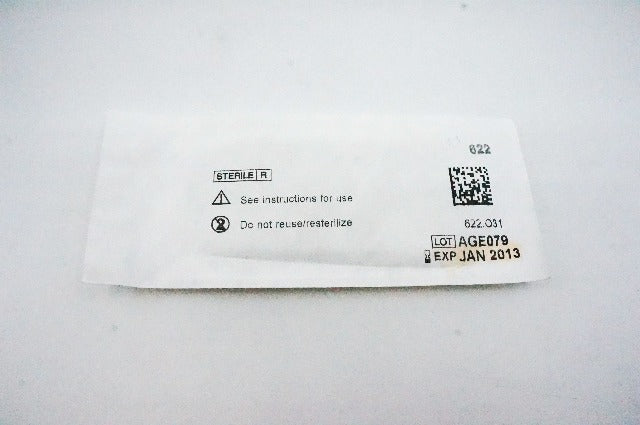 622
STERILE R
See instructions for use
Do not reuse/resterilize
622.031
LOT AGE079
EXP JAN 2013